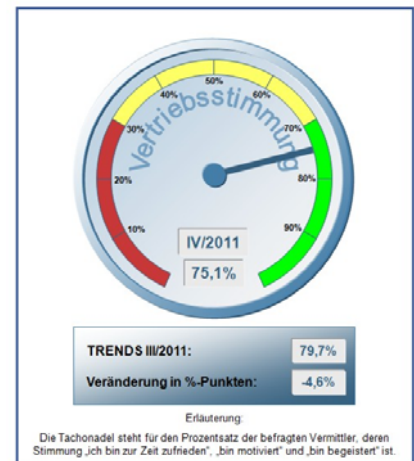 50%
40%
60%
Vertriebsstimmung
30%
70%
20%
80%
10%
90%
IV/2011
75,1%
TRENDS III/2011: 79,7%
Veränderung in %-Punkten: -4,6%
Erläuterung:
Die Tachonadel steht für den Prozentsatz der befragten Vermittler, deren
Stimmung „ich bin zur Zeit zufrieden", „bin motiviert" und „bin begeistert" ist.